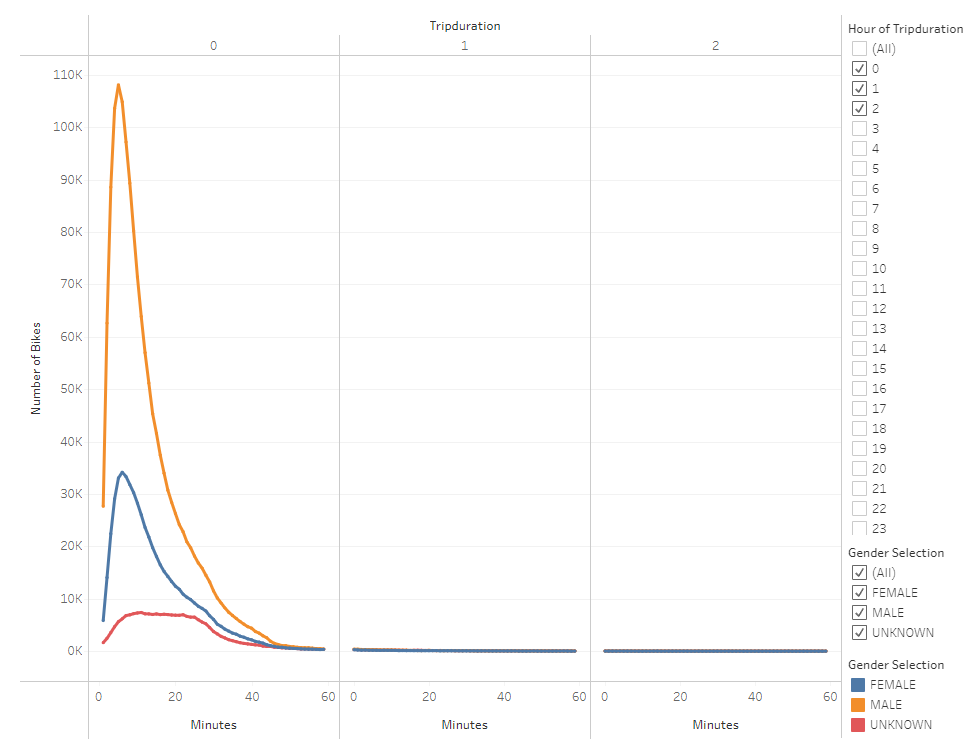 Tripduration
0 1 2
110K
100K
90K
80K
70K
60K
50K
40K
30K
20K
10K
0K
Number of Bikes
0 20 40 60 0 20 40 60 0 20 40 60
Minutes Minutes Minutes
Hour of Tripduration
(All)
0
1
2
3
4
5
6
7
8
9
10
11
12
13
14
15
16
17
18
19
20
21
22
23
Gender Selection
(All)
FEMALE
MALE
UNKNOWN
Gender Selection
FEMALE
MALE
UNKNOWN